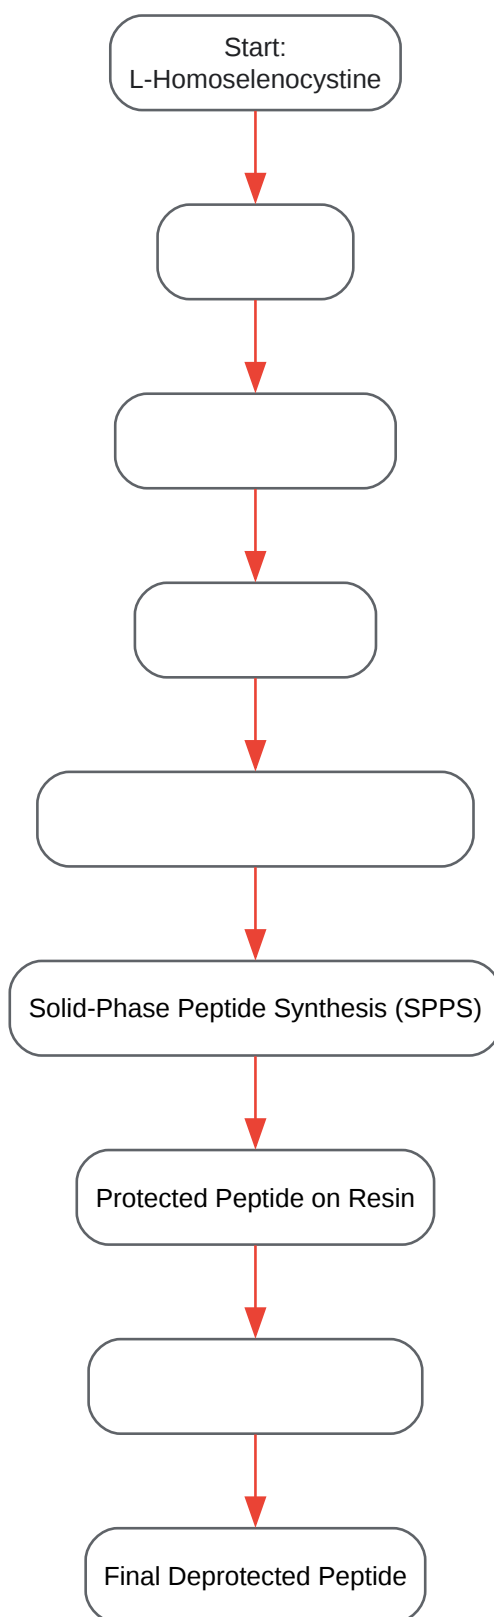 Start:
L-Homoselenocystine
Solid-Phase Peptide Synthesis (SPPS)
Protected Peptide on Resin
Final Deprotected Peptide